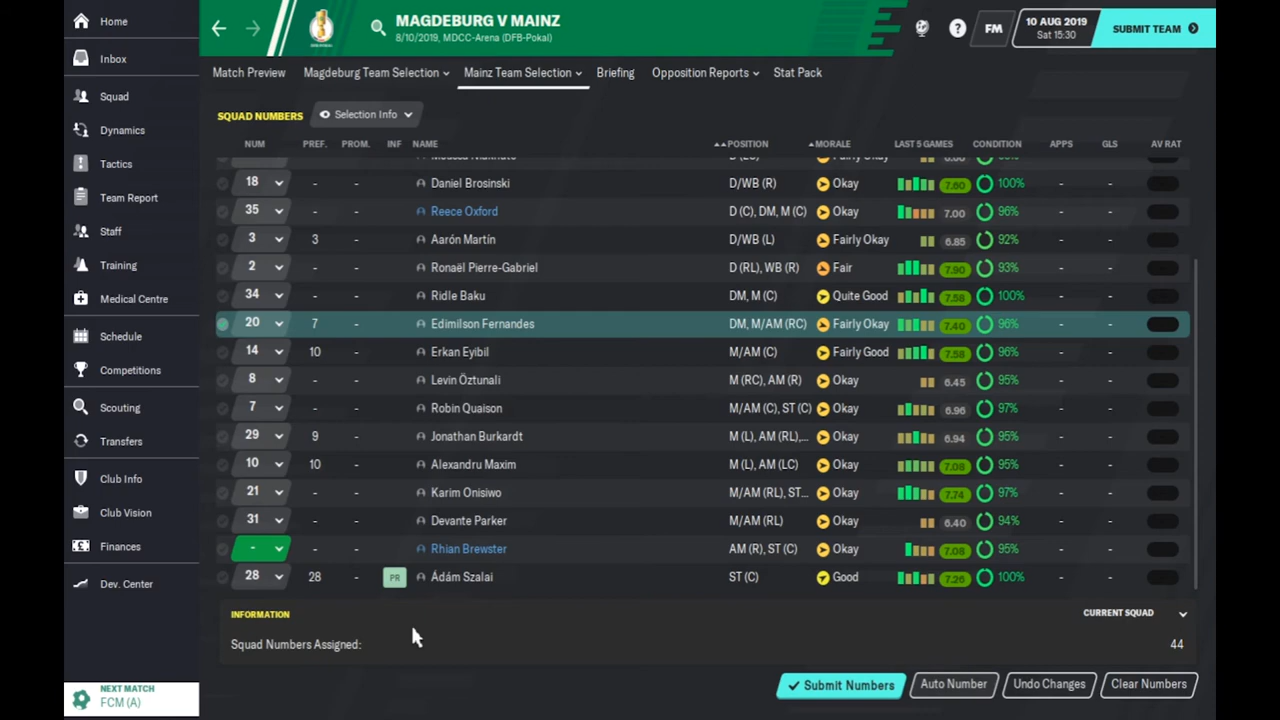 Home
Inbox
Squad
Dynamics
Tactics
Team Report
Staff
Training
Medical Centre
Schedule
Competitions
Scouting
Transfers
Club Info
Club Vision
Finances
Dev. Center
NEXT MATCH
FCM (A)
MAGDEBURG V MAINZ
8/10/2019, MDCC-Arena (DFB-Pokal)
? FM 10 AUG 2019
Sat 15:30
SUBMIT TEAM
Match Preview Magdeburg Team Selection Mainz Team Selection Briefing Opposition Reports Stat Pack
SQUAD NUMBERS Selection Info
NUM PREF. PROM. INF NAME POSITION MORALE LAST 5 GAMES CONDITION APPS GLS AV RAT
18 - - Daniel Brosinski D/WB (R) Okay 7.60 100% - -
35 - - Reece Oxford D (C), DM, M (C) Okay 7.00 96% - -
3 3 - Aarón Martín D/WB (L) Fairly Okay 6.85 92% - -
2 - - Ronaël Pierre-Gabriel D (RL), WB (R) Fair 7.90 93% - -
34 - - Ridle Baku DM, M (C) Quite Good 7.58 100% - -
20 7 - Edimilson Fernandes DM, M/AM (RC) Fairly Okay 7.40 96% - -
14 10 - Erkan Eyibil M/AM (C) Fairly Good 7.58 96% - -
8 - - Levin Öztunali M (RC), AM (R) Okay 6.45 95% - -
7 - - Robin Quaison M/AM (C), ST (C) Okay 6.96 97% - -
29 9 - Jonathan Burkardt M (L), AM (RL),... Okay 6.94 95% - -
10 10 - Alexandru Maxim M (L), AM (LC) Okay 7.08 95% - -
21 - - Karim Onisiwo M/AM (RL), ST... Okay 7.74 97% - -
31 - - Devante Parker M/AM (RL) Okay 6.40 94% - -
- - - Rhian Brewster AM (R), ST (C) Okay 7.08 95% - -
28 28 - PR Ádám Szalai ST (C) Good 7.26 100% - -
INFORMATION CURRENT SQUAD
Squad Numbers Assigned: 44
Submit Numbers Auto Number Undo Changes Clear Numbers